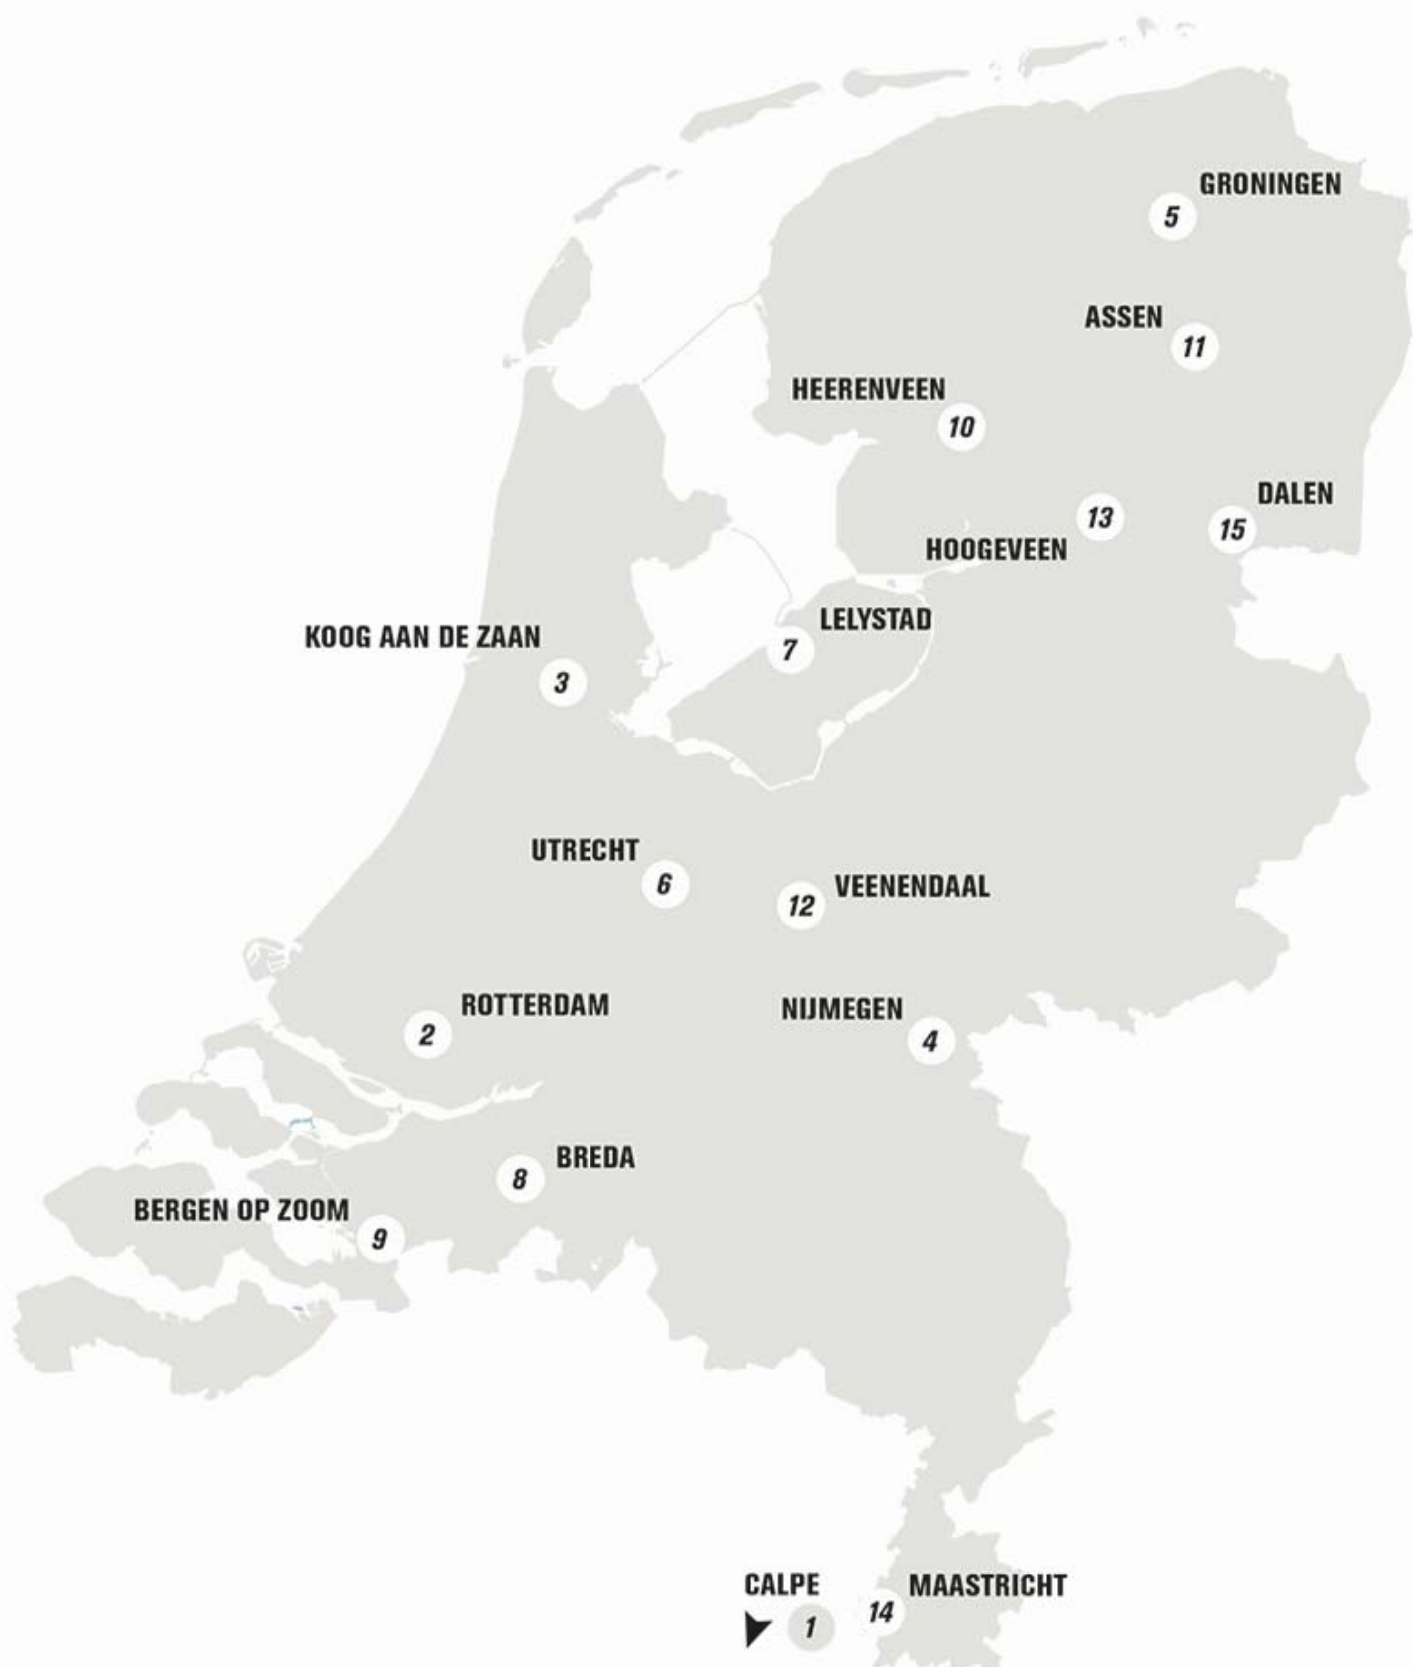 GRONINGEN
5
ASSEN
11
HEERENVEEN
10
DALEN
13
15
HOOGEVEEN
LELYSTAD
7
KOOG AAN DE ZAAN
3
UTRECHT
6
VEENENDAAL
12
ROTTERDAM
2
NIJMEGEN
4
BREDA
8
BERGEN OP ZOOM
9
CALPE
1
MAASTRICHT
14